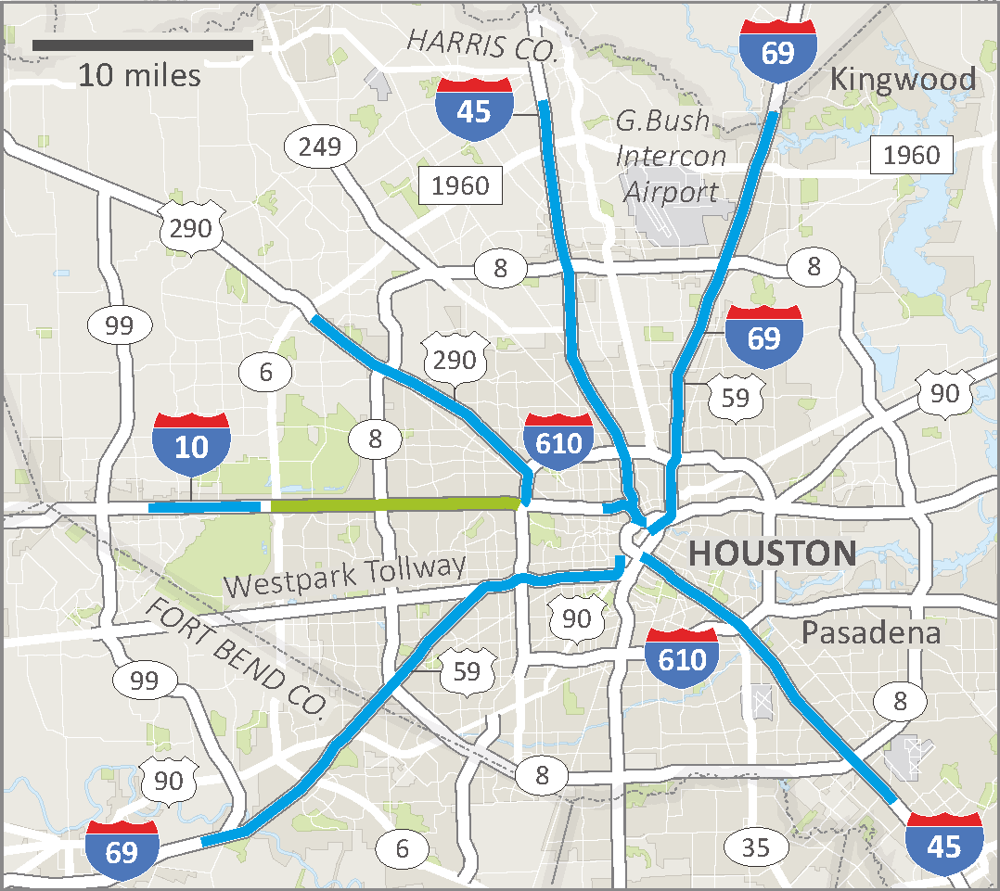 HARRIS CO.
69
10 miles
Kingwood
45
G.Bush
Intercon
Airport
249
1960
1960
290
8
8
99
290
69
6
59
90
8
610
10
HOUSTON
Westpark Tollway
90
Pasadena
FORT BEND CO.
610
59
99
8
90
8
69
6
35
45